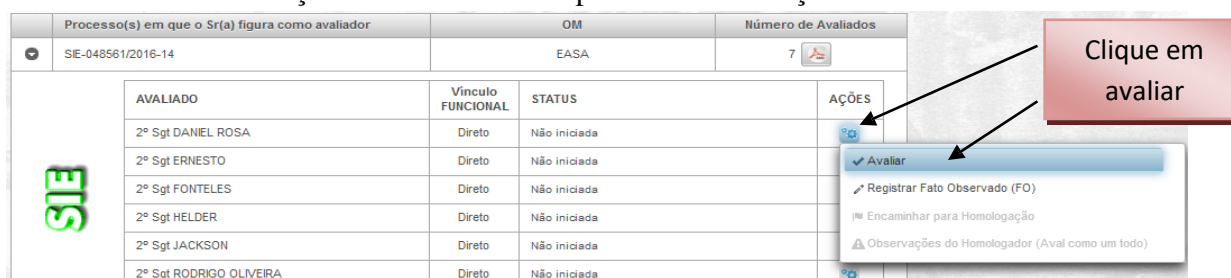 Processo(s) em que o Sr(a) figura como avaliador OM Número de Avaliados
SIE-048561/2016-14 EASA 7
Clique em
avaliar
AVALIADO Vínculo FUNCIONAL STATUS AÇÕES
2º Sgt DANIEL ROSA Direto Não iniciada
2º Sgt ERNESTO Direto Não iniciada
Avaliar
2º Sgt FONTELES Direto Não iniciada
Registrar Fato Observado (FO)
2º Sgt HELDER Direto Não iniciada
Encaminhar para Homologação
2º Sgt JACKSON Direto Não iniciada
Observações do Homologador (Aval como um todo)
2º Sgt RODRIGO OLIVEIRA Direto Não iniciada
SIE